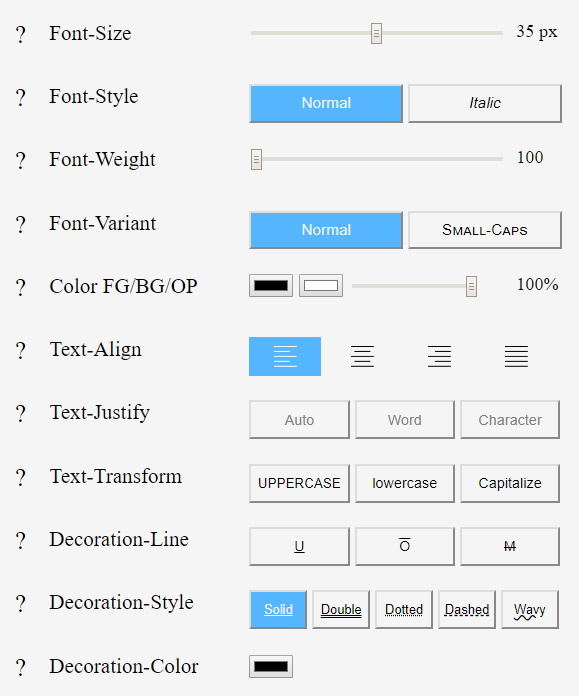 ? Font-Size 35 px
? Font-Style Normal Italic
? Font-Weight 100
? Font-Variant Normal Small-Caps
? Color FG/BG/OP 100%
? Text-Align
? Text-Justify Auto Word Character
? Text-Transform UPPERCASE lowercase Capitalize
? Decoration-Line U O M
? Decoration-Style Solid Double Dotted Dashed Wavy
? Decoration-Color